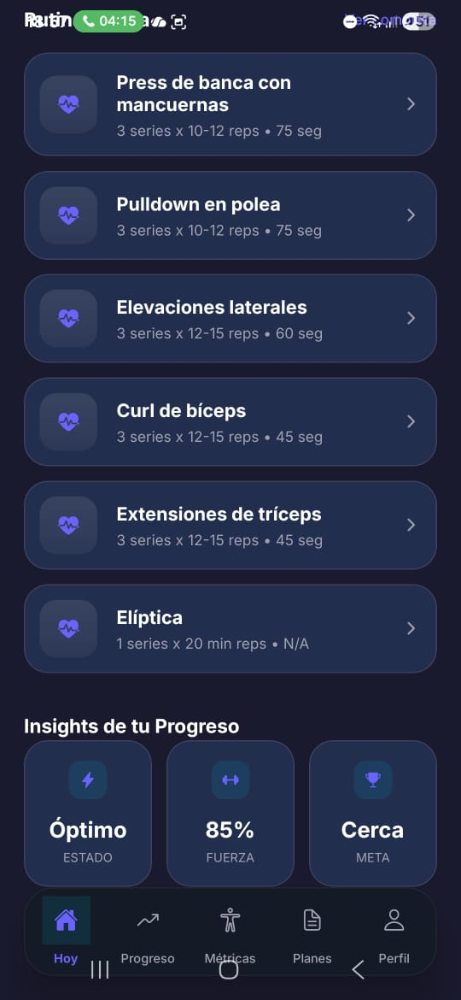 04:15
Press de banca con
mancuernas
3 series x 10-12 reps • 75 seg
Pulldown en polea
3 series x 10-12 reps • 75 seg
Elevaciones laterales
3 series x 12-15 reps • 60 seg
Curl de bíceps
3 series x 12-15 reps • 45 seg
Extensiones de tríceps
3 series x 12-15 reps • 45 seg
Elíptica
1 series x 20 min reps • N/A
Insights de tu Progreso
Óptimo
ESTADO
85%
FUERZA
Cerca
META
Hoy
Progreso
Métricas
Planes
Perfil